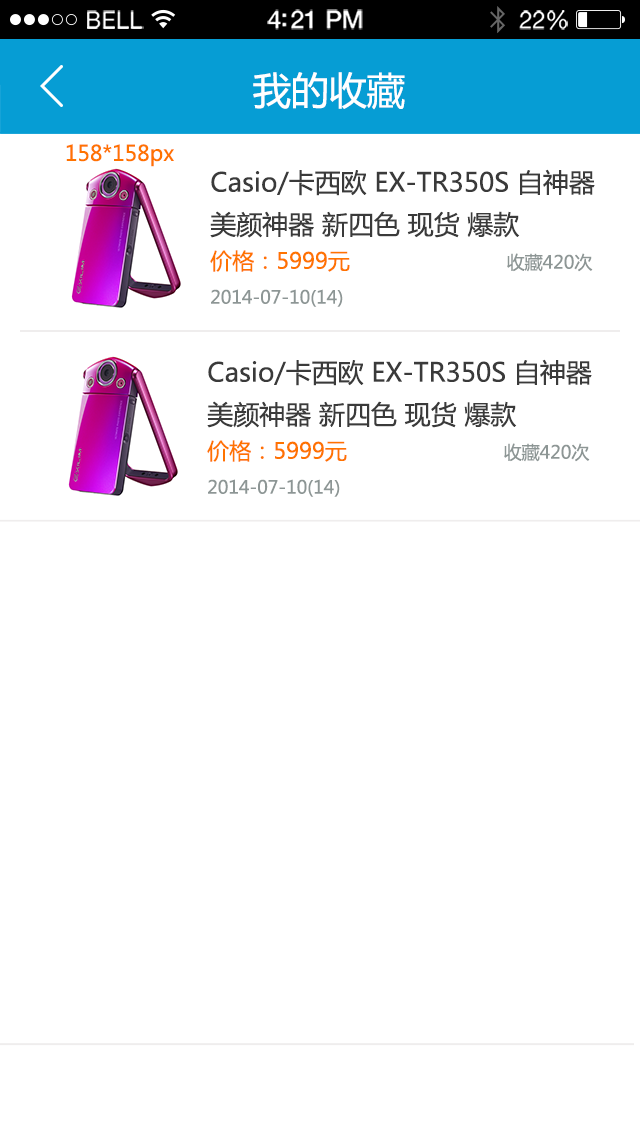 BELL 4:21 PM 22%
我的收藏
158*158px
Casio/卡西欧 EX-TR350S 自神器
美颜神器 新四色 现货 爆款
价格：5999元 收藏420次
2014-07-10(14)
Casio/卡西欧 EX-TR350S 自神器
美颜神器 新四色 现货 爆款
价格：5999元 收藏420次
2014-07-10(14)